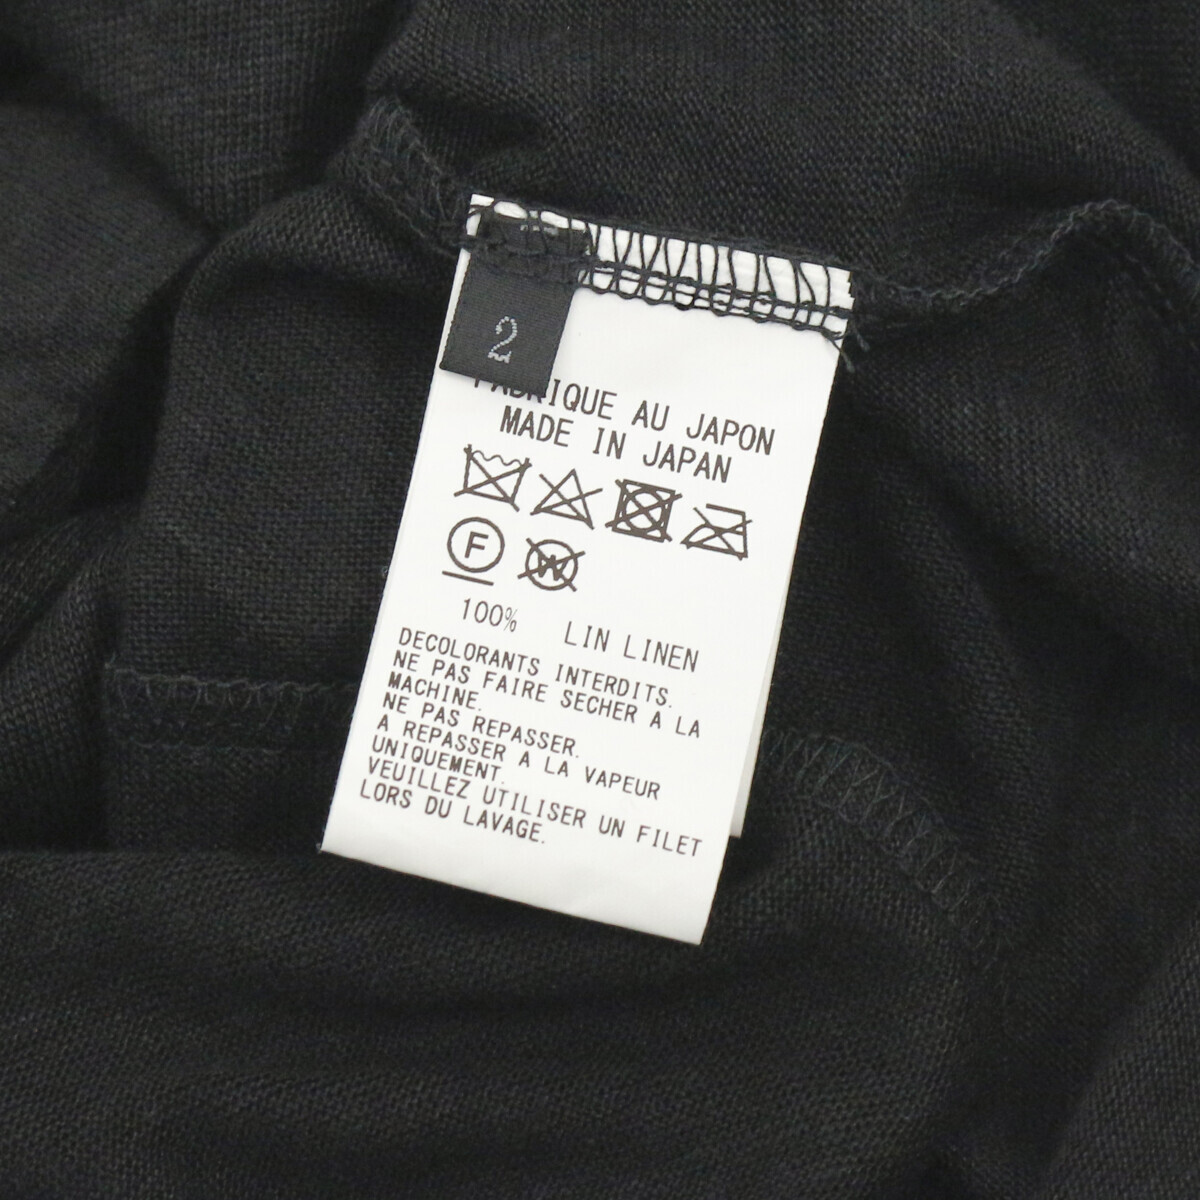 2
FABRIQUE AU JAPON
MADE IN JAPAN
F
W
100% LIN LINEN
DECOLORANTS INTERDITS.
NE PAS FAIRE SECHER A LA
MACHINE.
NE PAS REPASSER.
A REPASSER A LA VAPEUR
UNIQUEMENT.
VEUILLEZ UTILISER UN FILET
LORS DU LAVAGE.